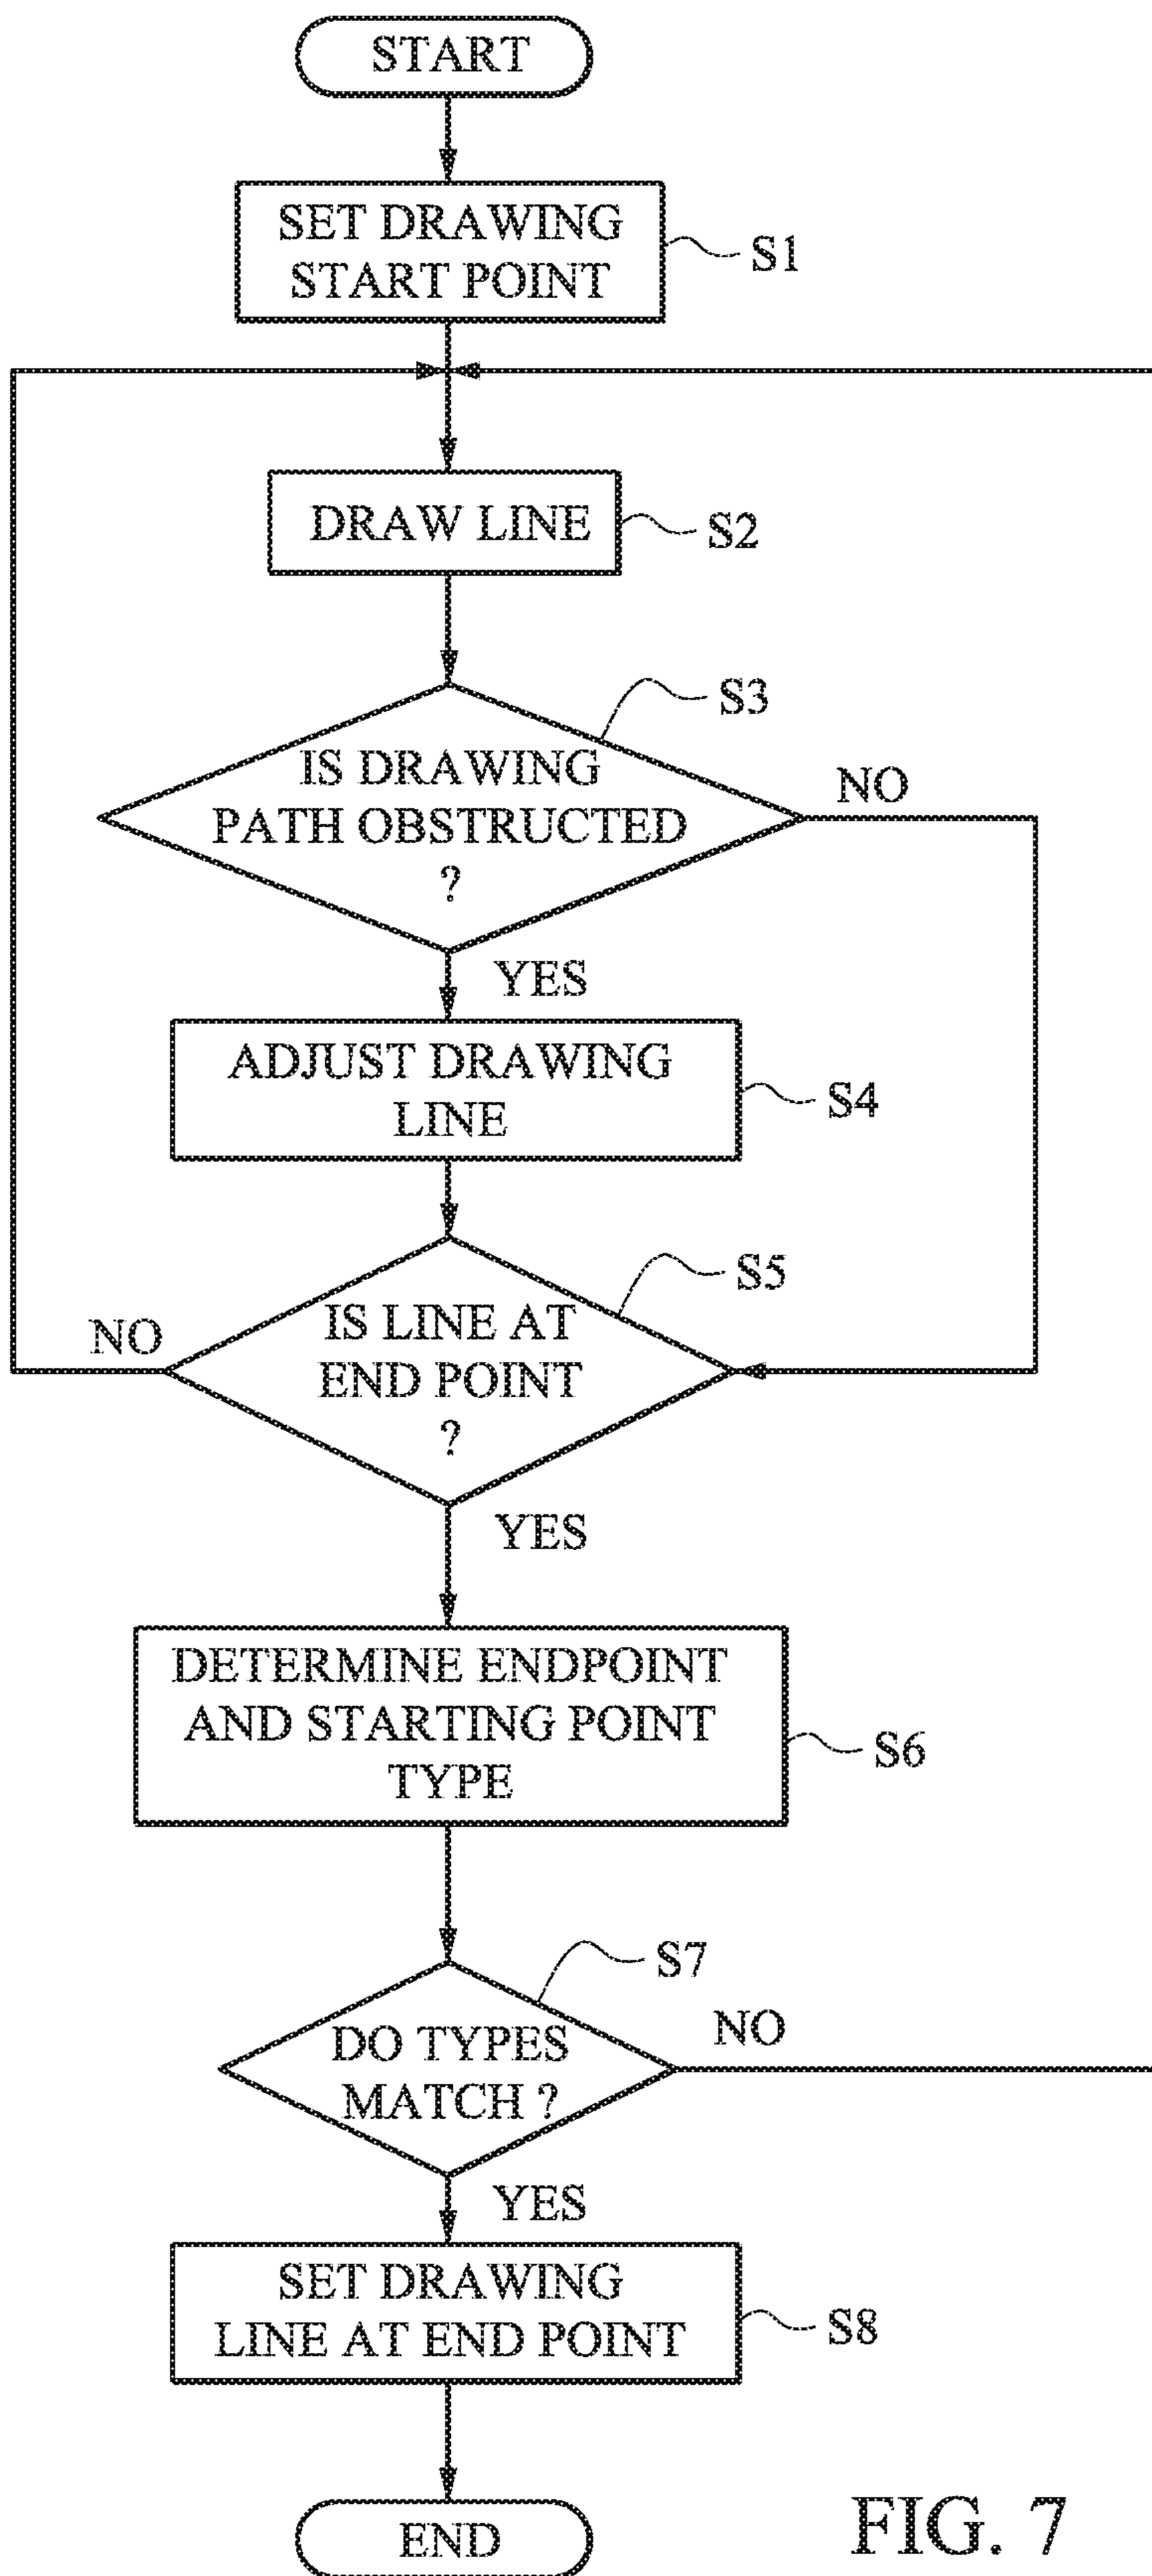 START
SET DRAWING
START POINT
S1
DRAW LINE
S2
S3
IS DRAWING
PATH OBSTRUCTED
?
NO
YES
ADJUST DRAWING
LINE
S4
S5
IS LINE AT
END POINT
?
NO
YES
DETERMINE ENDPOINT
AND STARTING POINT
TYPE
S6
S7
DO TYPES
MATCH ?
NO
YES
SET DRAWING
LINE AT END POINT
S8
END
FIG. 7